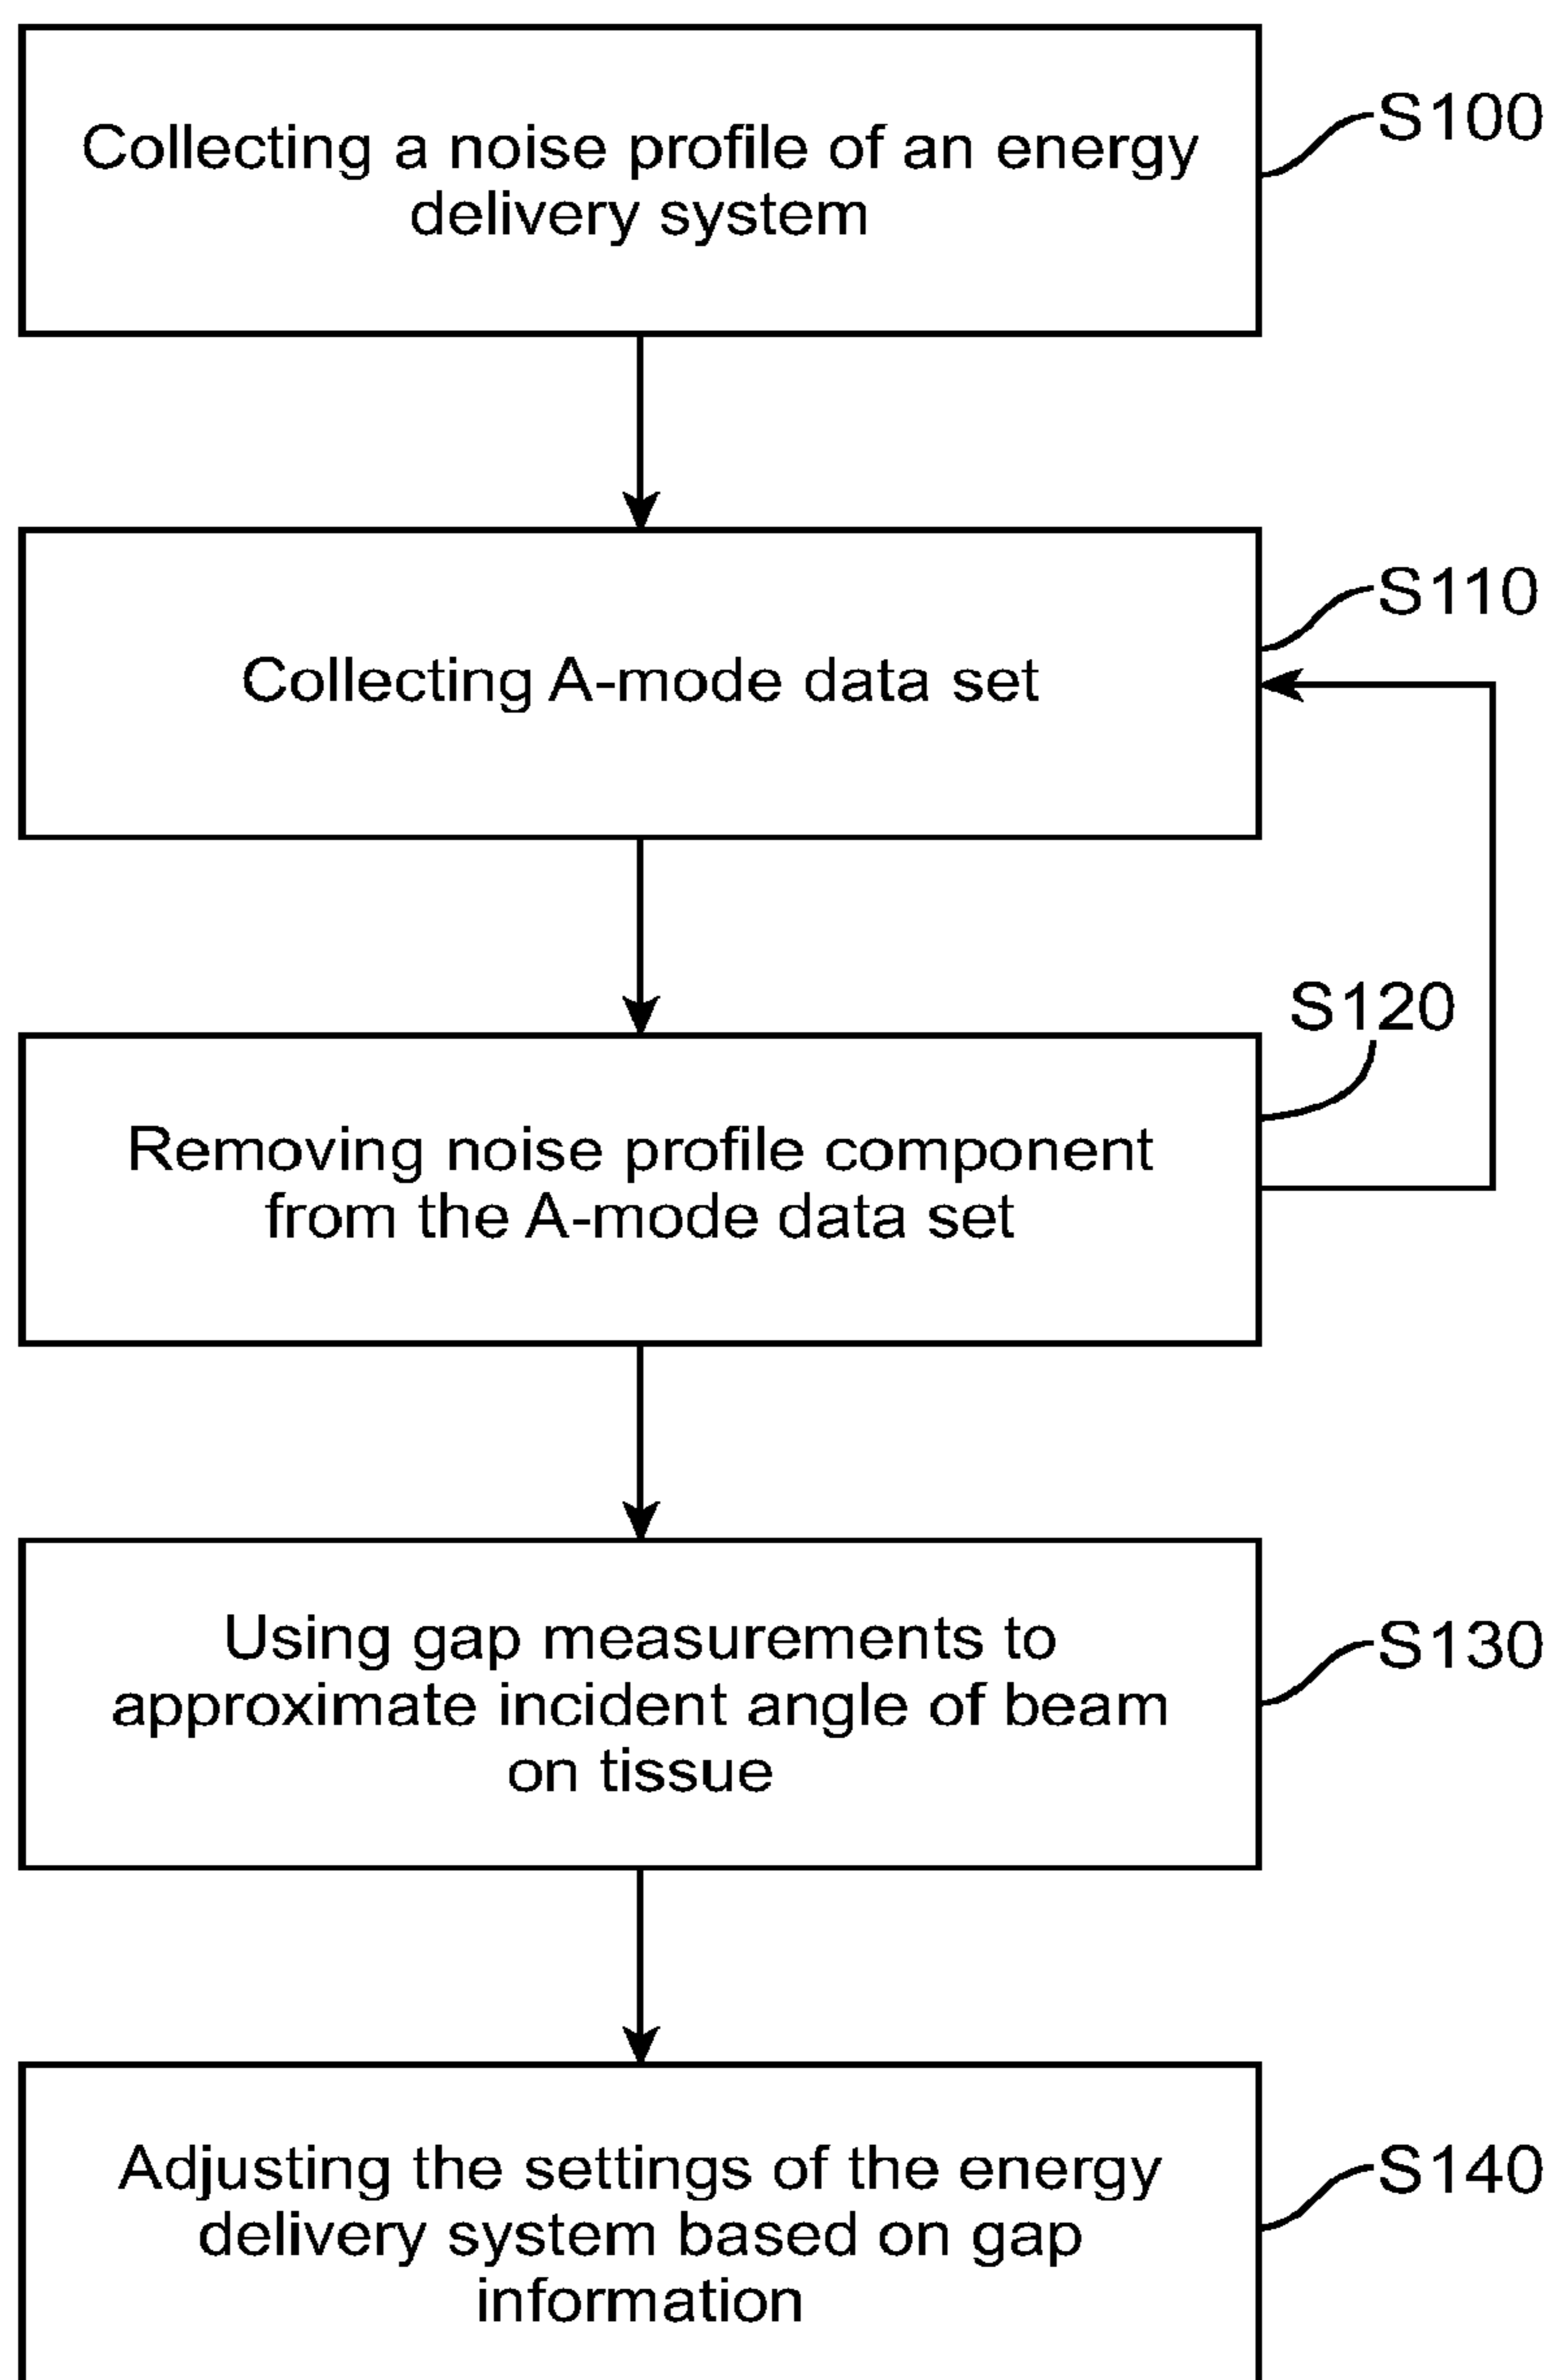 Collecting a noise profile of an energy
delivery system
S100
Collecting A-mode data set
S110
S120
Removing noise profile component
from the A-mode data set
Using gap measurements to
approximate incident angle of beam
on tissue
S130
Adjusting the settings of the energy
delivery system based on gap
information
S140